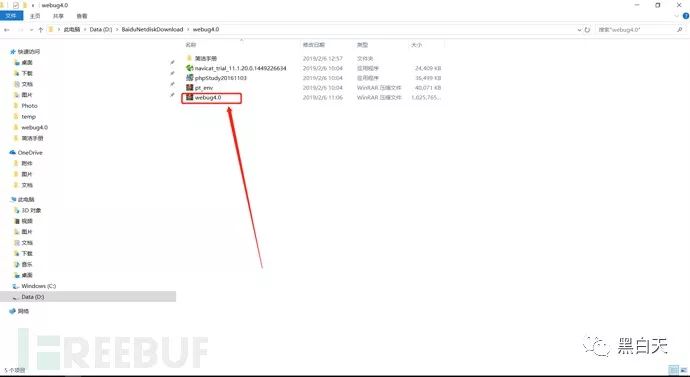 webug4.0
文件 主页 共享 查看
此电脑 > Data (D:) > BaiduNetdiskDownload > webug4.0
搜索"webug4.0"
名称 修改日期 类型 大小
简洁手册 2019/2/6 12:57 文件夹
navicat_trial_11.1.20.0.1449226634 2019/2/6 10:04 应用程序 24,409 KB
phpStudy20161103 2019/2/6 10:04 应用程序 36,499 KB
pt_env 2019/2/6 10:04 WinRAR 压缩文件 40,071 KB
webug4.0 2019/2/6 11:06 WinRAR 压缩文件 1,025,765...
快速访问
桌面
下载
文档
图片
Photo
temp
webug4.0
简洁手册
OneDrive
附件
图片
文档
此电脑
3D 对象
视频
图片
文档
下载
音乐
桌面
Windows (C:)
Data (D:)
网络
5 个项目
REEBUF
黑白天